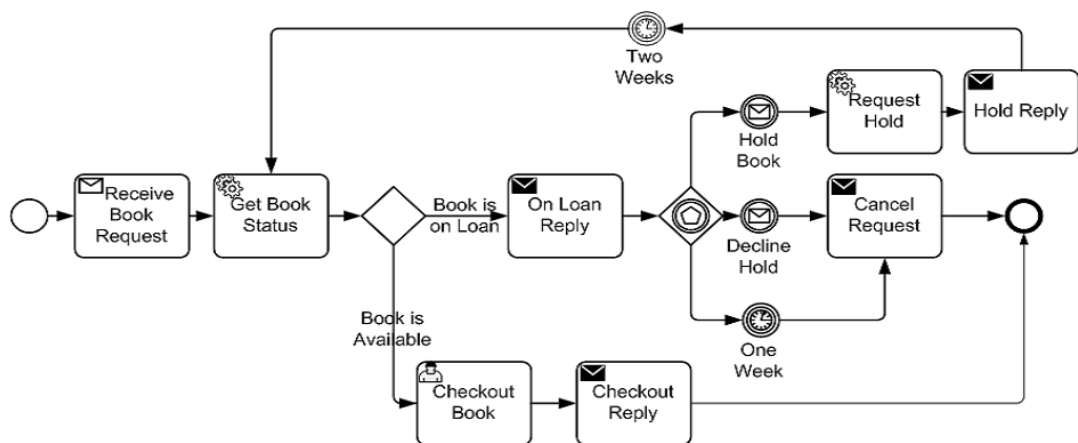 Two
Weeks
Request
Hold
Hold Reply
Hold
Book
Receive
Book
Request
Get Book
Status
Book is
on Loan
On Loan
Reply
Cancel
Request
Decline
Hold
Book is
Available
One
Week
Checkout
Book
Checkout
Reply